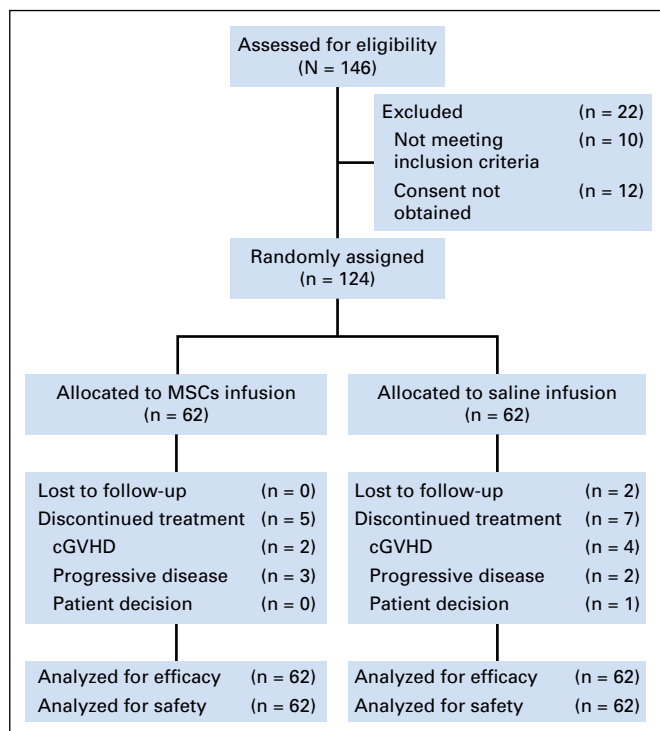 Assessed for eligibility
(N = 146)
Excluded (n = 22)
Not meeting (n = 10)
inclusion criteria
Consent not (n = 12)
obtained
Randomly assigned
(n = 124)
Allocated to MSCs infusion
(n = 62)
Lost to follow-up (n = 0)
Discontinued treatment (n = 5)
cGVHD (n = 2)
Progressive disease (n = 3)
Patient decision (n = 0)
Analyzed for efficacy (n = 62)
Analyzed for safety (n = 62)
Allocated to saline infusion
(n = 62)
Lost to follow-up (n = 2)
Discontinued treatment (n = 7)
cGVHD (n = 4)
Progressive disease (n = 2)
Patient decision (n = 1)
Analyzed for efficacy (n = 62)
Analyzed for safety (n = 62)